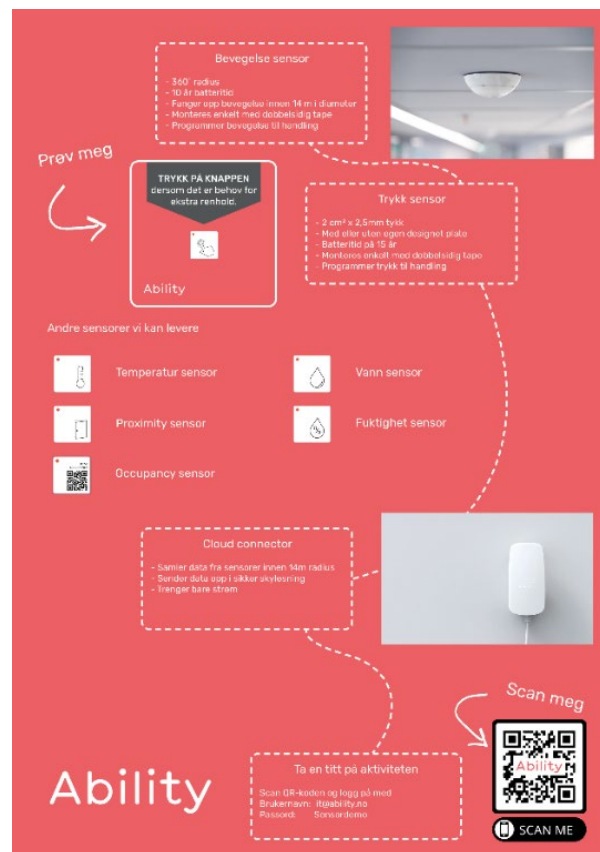 Bevegelse sensor
- 360° radius
- 10 år batteritid
- Fanger opp bevegelse innen 14 m i diameter
- Monteres enkelt med dobbelsidig tape
- Programmer bevegelse til handling
Prøv meg
TRYKK PÅ KNAPPEN
dersom det er behov for
ekstra renhold.
Ability
Trykk sensor
- 2 cm² x 2,5mm tykk
- Med eller uten egen designet plate
- Batteritid på 15 år
- Monteres enkelt med dobbelsidig tape
- Programmer trykk til handling
Andre sensorer vi kan levere
Temperatur sensor
Vann sensor
Proximity sensor
Fuktighet sensor
Occupancy sensor
Cloud connector
- Samler data fra sensorer innen 14m radius
- Sender data opp i sikker skyløsning
- Trenger bare strøm
Scan meg
Ability
SCAN ME
Ta en titt på aktiviteten
Scan QR-koden og logg på med
Brukernavn: it@ability.no
Passord: Sensordemo
Ability